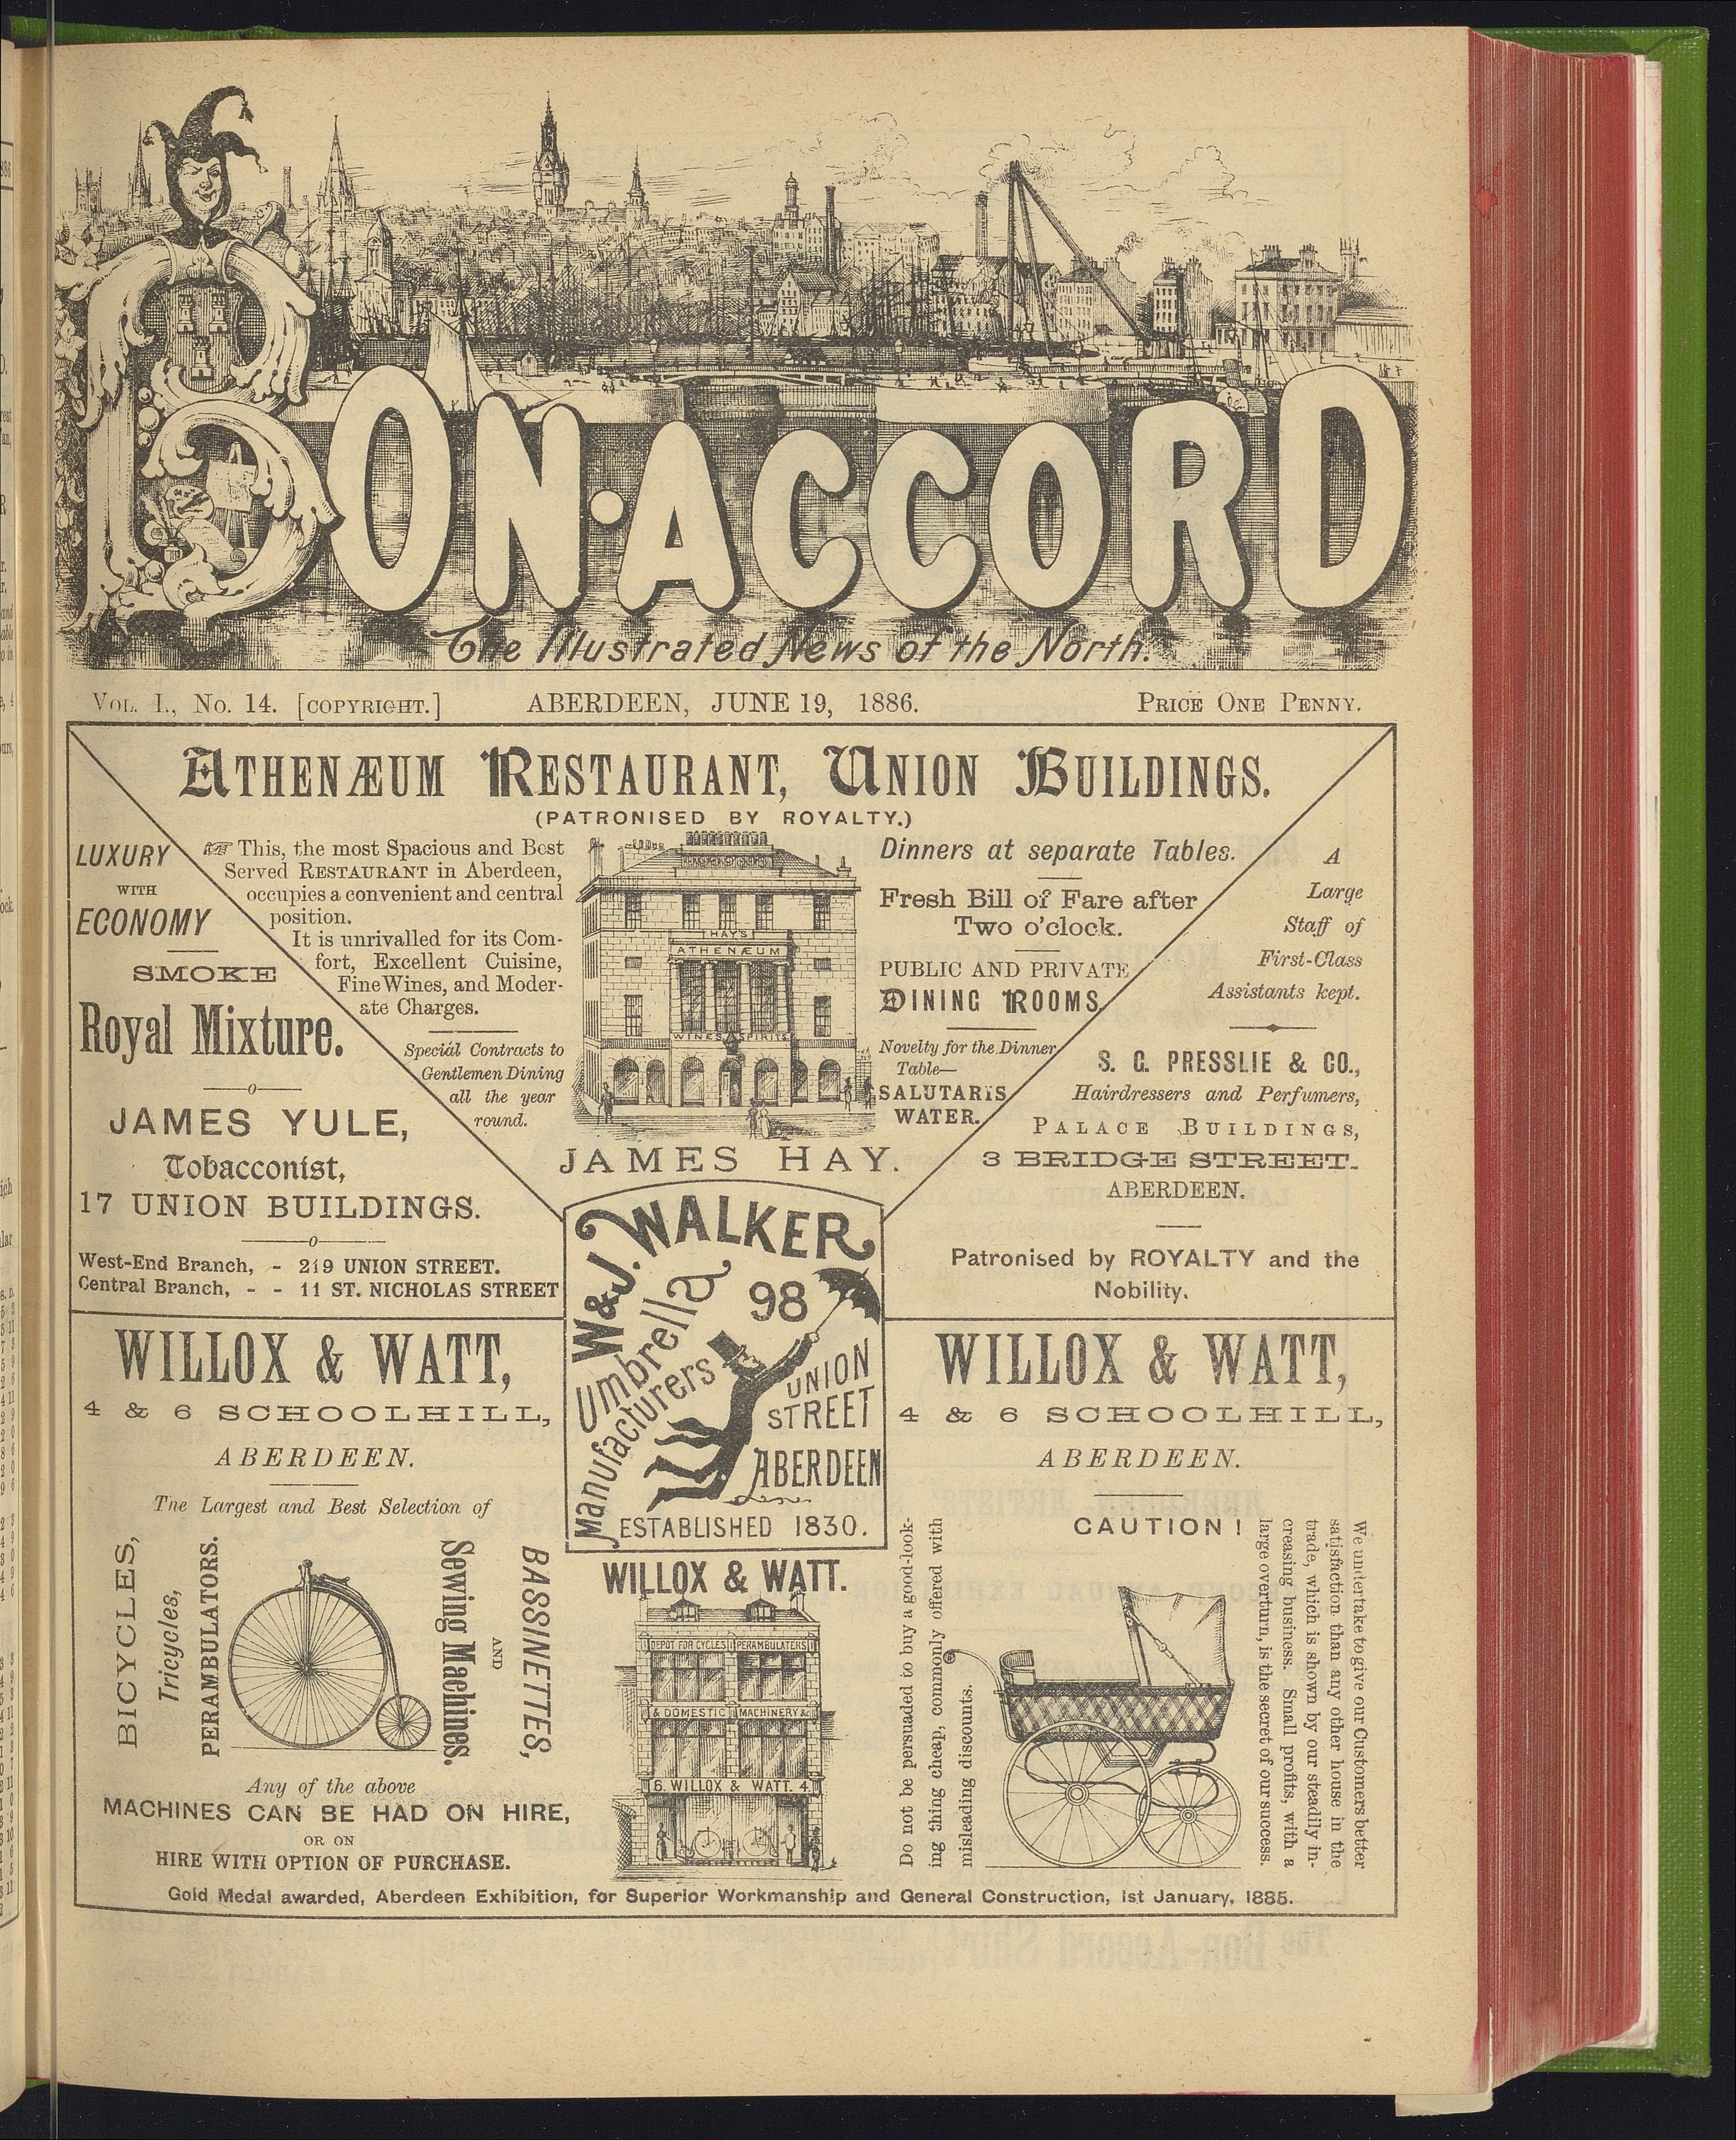 BON·ACCORD
The Illustrated News of the North.
VOL. I., No. 14. [COPYRIGHT.] ABERDEEN, JUNE 19, 1886. PRICE ONE PENNY.
ATHENÆUM RESTAURANT, UNION BUILDINGS.
(PATRONISED BY ROYALTY.)
LUXURY
WITH
ECONOMY
SMOKE
Royal Mixture.
JAMES YULE,
Tobacconist,
17 UNION BUILDINGS.
West-End Branch, - 219 UNION STREET.
Central Branch, - - 11 ST. NICHOLAS STREET
☞ This, the most Spacious and Best
Served RESTAURANT in Aberdeen,
occupies a convenient and central
position.
It is unrivalled for its Com-
fort, Excellent Cuisine,
Fine Wines, and Moder-
ate Charges.
Special Contracts to
Gentlemen Dining
all the year
round.
HAYS
ATHENÆUM
WINES & SPIRITS
JAMES HAY.
Dinners at separate Tables.
Fresh Bill of Fare after
Two o'clock.
PUBLIC AND PRIVATE
DINING ROOMS
Novelty for the Dinner
Table—
SALUTARIS
WATER.
A
Large
Staff of
First-Class
Assistants kept.
S. G. PRESSLIE & CO.,
Hairdressers and Perfumers,
PALACE BUILDINGS,
3 BRIDGE STREET.
ABERDEEN.
Patronised by ROYALTY and the
Nobility.
W & J. WALKER
Umbrella
Manufacturers
98
UNION
STREET
ABERDEEN
ESTABLISHED 1830.
WILLOX & WATT,
4 & 6 SCHOOLHILL,
ABERDEEN.
The Largest and Best Selection of
BICYCLES,
Tricycles,
PERAMBULATORS.
Sewing Machines.
AND
BASSINETTES,
Any of the above
MACHINES CAN BE HAD ON HIRE,
OR ON
HIRE WITH OPTION OF PURCHASE.
WILLOX & WATT.
DEPOT FOR CYCLES PERAMBULATERS
& DOMESTIC MACHINERY &c
6. WILLOX & WATT. 4.
WILLOX & WATT,
4 & 6 SCHOOLHILL,
ABERDEEN.
CAUTION!
Do not be persuaded to buy a good-look-
ing thing cheap, commonly offered with
misleading discounts.
We undertake to give our Customers better
satisfaction than any other house in the
trade, which is shown by our steadily in-
creasing business. Small profits, with a
large overturn, is the secret of our success.
Gold Medal awarded, Aberdeen Exhibition, for Superior Workmanship and General Construction, 1st January, 1885.